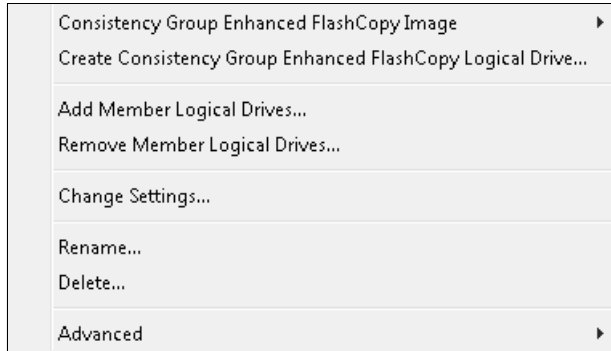 Consistency Group Enhanced FlashCopy Image
Create Consistency Group Enhanced FlashCopy Logical Drive...
Add Member Logical Drives...
Remove Member Logical Drives...
Change Settings...
Rename...
Delete...
Advanced